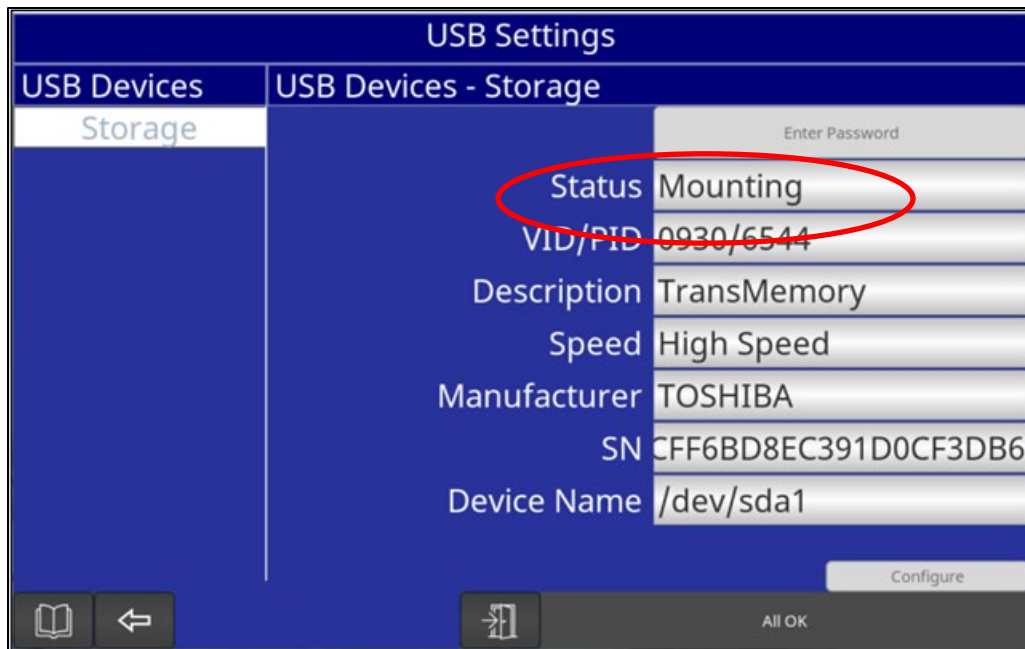 USB Settings
USB Devices
USB Devices - Storage
Storage
Enter Password
Status Mounting
VID/PID 0930/6544
Description TransMemory
Speed High Speed
Manufacturer TOSHIBA
SN CFF6BD8EC391D0CF3DB6
Device Name /dev/sda1
Configure
All OK